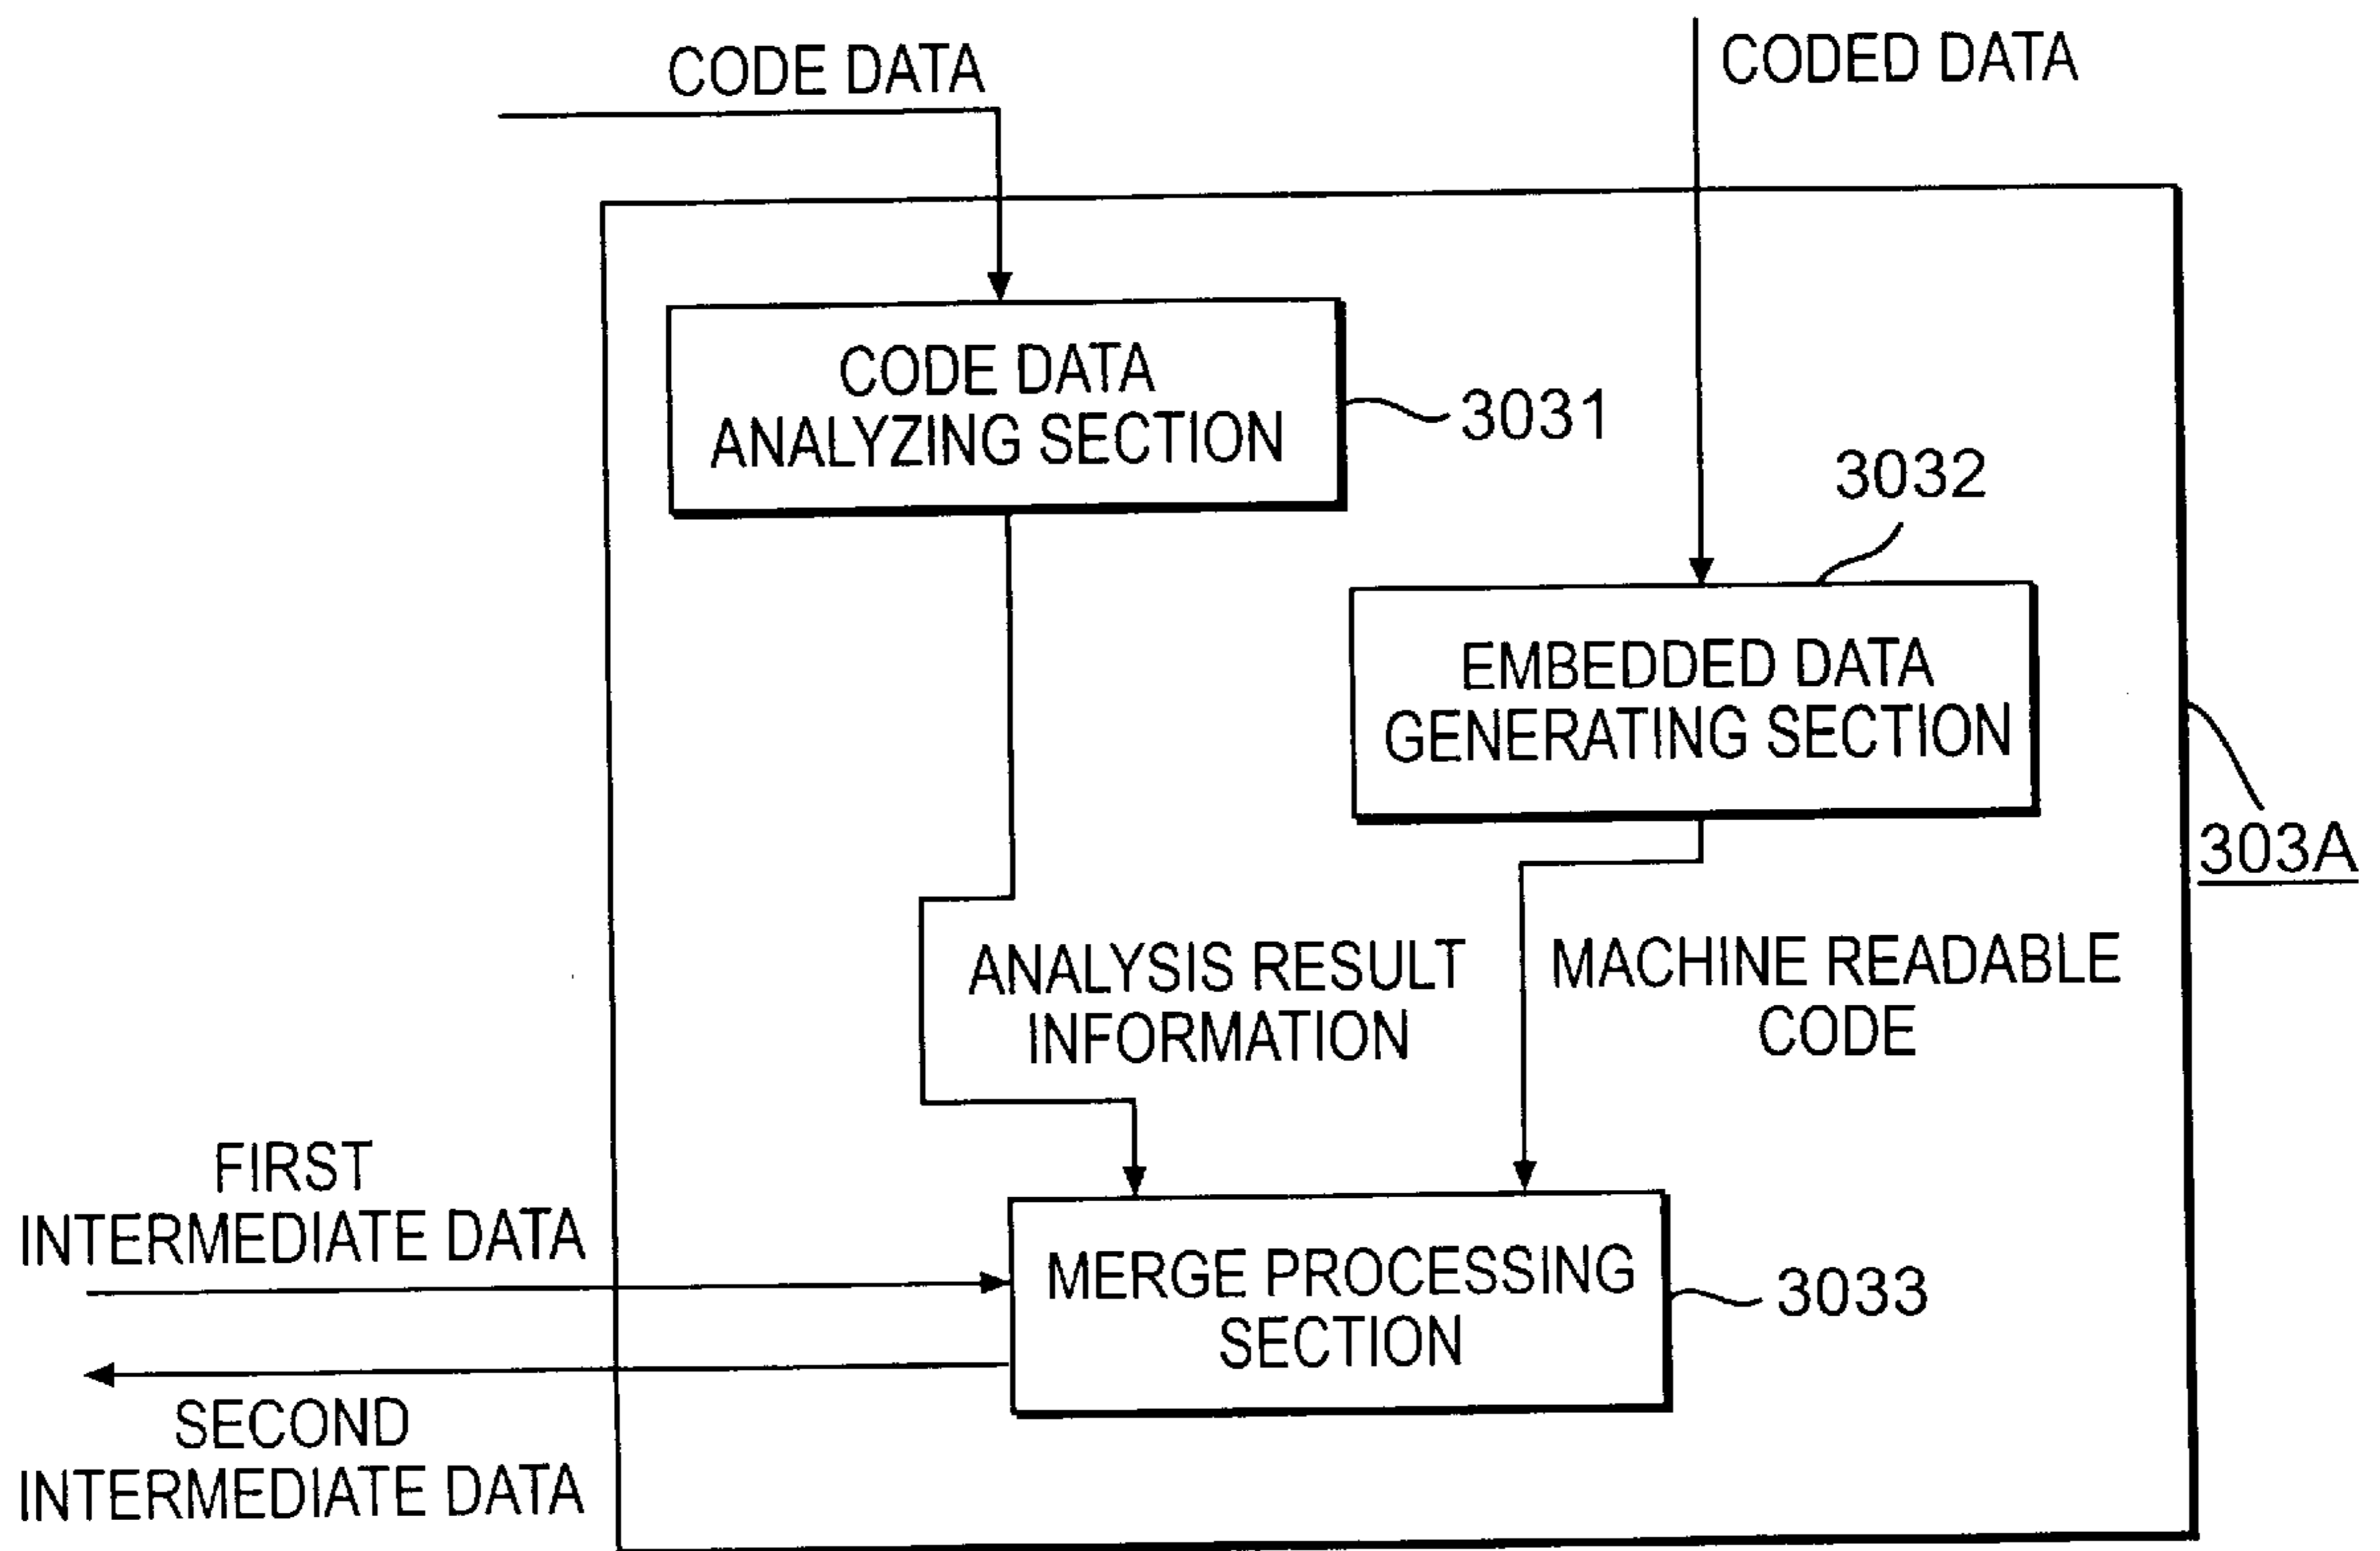 CODE DATA
CODED DATA
CODE DATA
ANALYZING SECTION
3031
3032
EMBEDDED DATA
GENERATING SECTION
303A
ANALYSIS RESULT
INFORMATION
MACHINE READABLE
CODE
FIRST
INTERMEDIATE DATA
MERGE PROCESSING
SECTION
3033
SECOND
INTERMEDIATE DATA